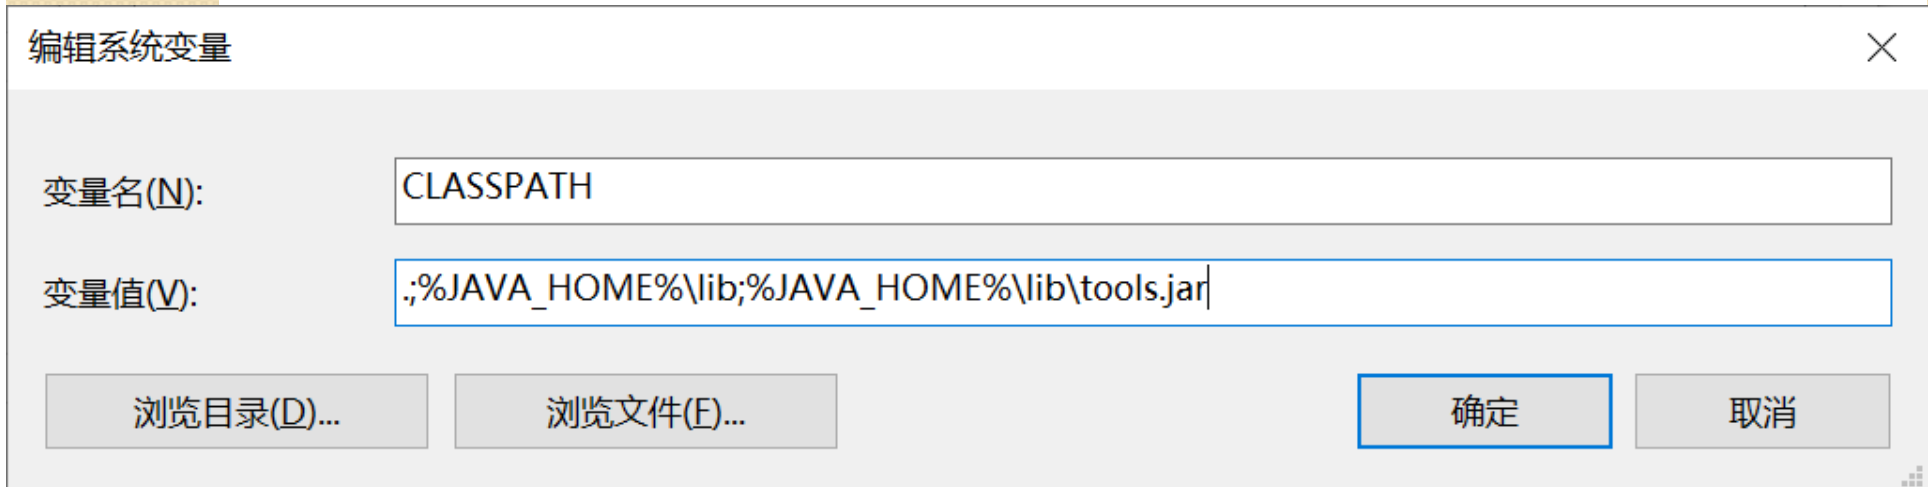 编辑系统变量
变量名(N):
CLASSPATH
变量值(V):
.;%JAVA_HOME%\lib;%JAVA_HOME%\lib\tools.jar
浏览目录(D)...
浏览文件(F)...
确定
取消